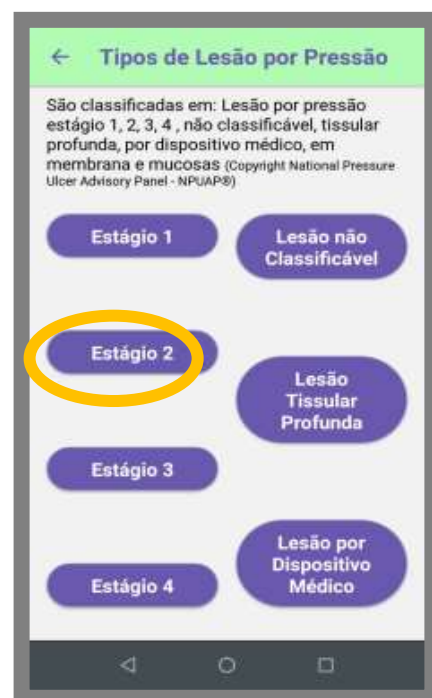 ← Tipos de Lesão por Pressão
São classificadas em: Lesão por pressão
estágio 1, 2, 3, 4 , não classificável, tissular
profunda, por dispositivo médico, em
membrana e mucosas (Copyright National Pressure
Ulcer Advisory Panel - NPUAP®)
Estágio 1
Lesão não
Classificável
Estágio 2
Lesão
Tissular
Profunda
Estágio 3
Lesão por
Dispositivo
Médico
Estágio 4